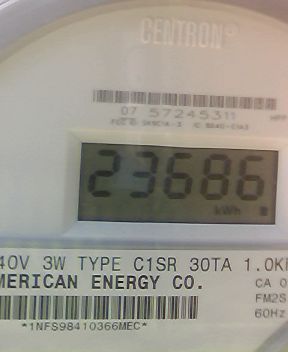 CENTRON®
07 57245311
23686
kWh
40V 3W TYPE C1SR 30TA 1.0K
MERICAN ENERGY CO.
CA 0
FM2S
60Hz
*1NFS98410366MEC*